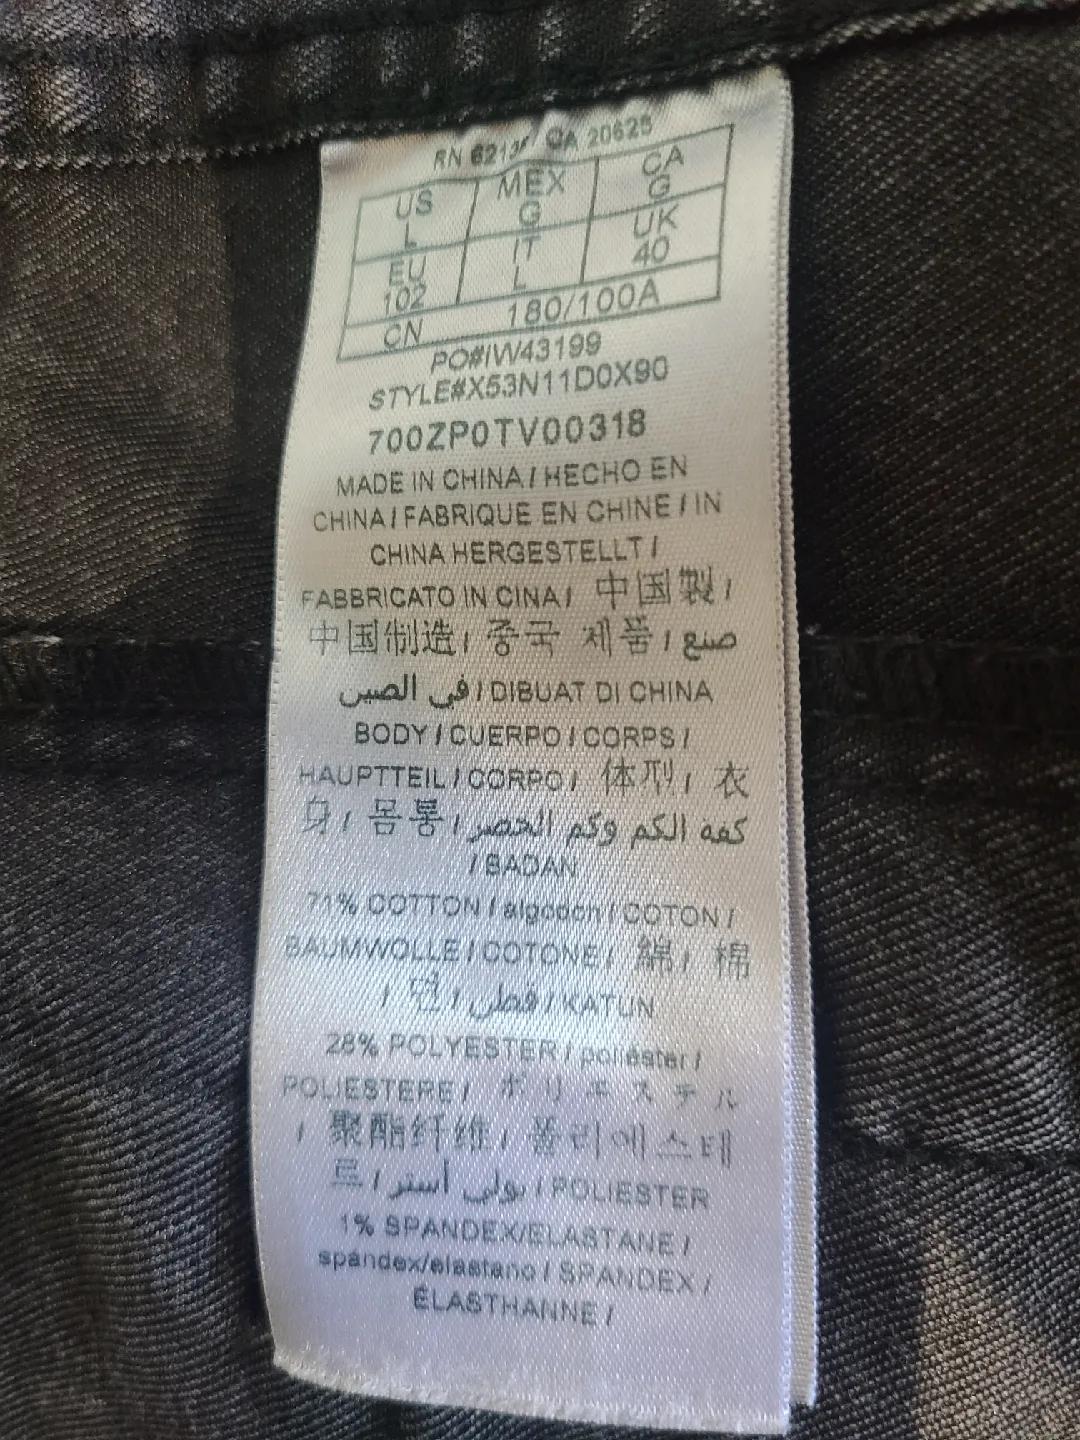 RN 62136/ CA 20625
US MEX CA
L G G
EU IT UK
102 L 40
CN 180/100A
PO#IW43199
STYLE#X53N11D0X90
700ZP0TV00318
MADE IN CHINA / HECHO EN
CHINA / FABRIQUE EN CHINE / IN
CHINA HERGESTELLT /
FABBRICATO IN CINA / 中国製 /
中国制造 / 중국 제품 / صنع
في الصين / DIBUAT DI CHINA
BODY / CUERPO / CORPS /
HAUPTTEIL / CORPO / 体型 / 衣
身 / 몸통 / كفه الكم وكم الخصر
/ BADAN
71% COTTON / algodon / COTON /
BAUMWOLLE / COTONE / 綿 / 棉
/ 면 / قطن / KATUN
28% POLYESTER / poliéster /
POLIESTERE / ポリエステル
/ 聚酯纤维 / 폴리에스테
르 / بولي أستر / POLIESTER
1% SPANDEX/ELASTANE /
spandex/elastano / SPANDEX /
ÉLASTHANNE /